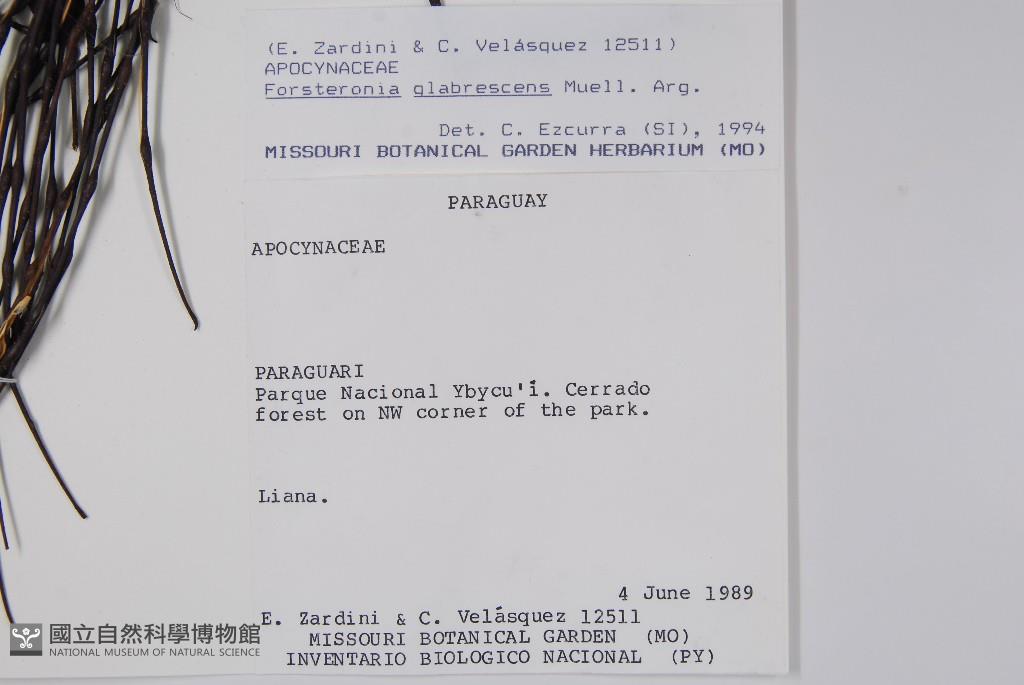 (E. Zardini & C. Velásquez 12511)
APOCYNACEAE
Forsteronia glabrescens Muell. Arg.
Det. C. Ezcurra (SI), 1994
MISSOURI BOTANICAL GARDEN HERBARIUM (MO)
PARAGUAY
APOCYNACEAE
PARAGUARI
Parque Nacional Ybycu'í. Cerrado
forest on NW corner of the park.
Liana.
4 June 1989
E. Zardini & C. Velásquez 12511
MISSOURI BOTANICAL GARDEN (MO)
INVENTARIO BIOLOGICO NACIONAL (PY)
國立自然科學博物館
NATIONAL MUSEUM OF NATURAL SCIENCE